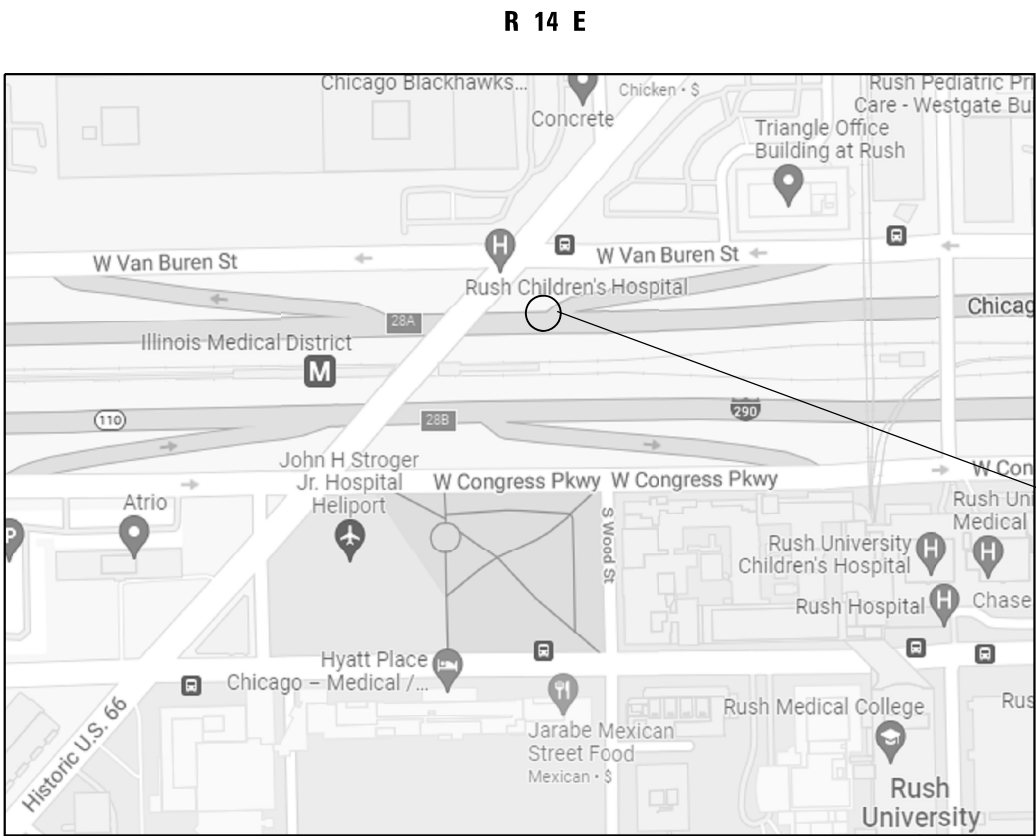 R 14 E
Chicago Blackhawks...
Concrete
Chicken · $
Rush Pediatric Pri
Care - Westgate Bu
Triangle Office
Building at Rush
H
W Van Buren St
W Van Buren St
Rush Children's Hospital
28A
Chicag
Illinois Medical District
M
110
28B
290
John H Stroger
Jr. Hospital
Heliport
W Congress Pkwy
W Congress Pkwy
W Con
Atrio
P
S Wood St
Rush University
Children's Hospital
H
Rush Un
Medical
H
Rush Hospital
H
Chase
Hyatt Place
Chicago – Medical /...
Jarabe Mexican
Street Food
Mexican · $
Rush Medical College
Rus
Historic U.S. 66
Rush
University